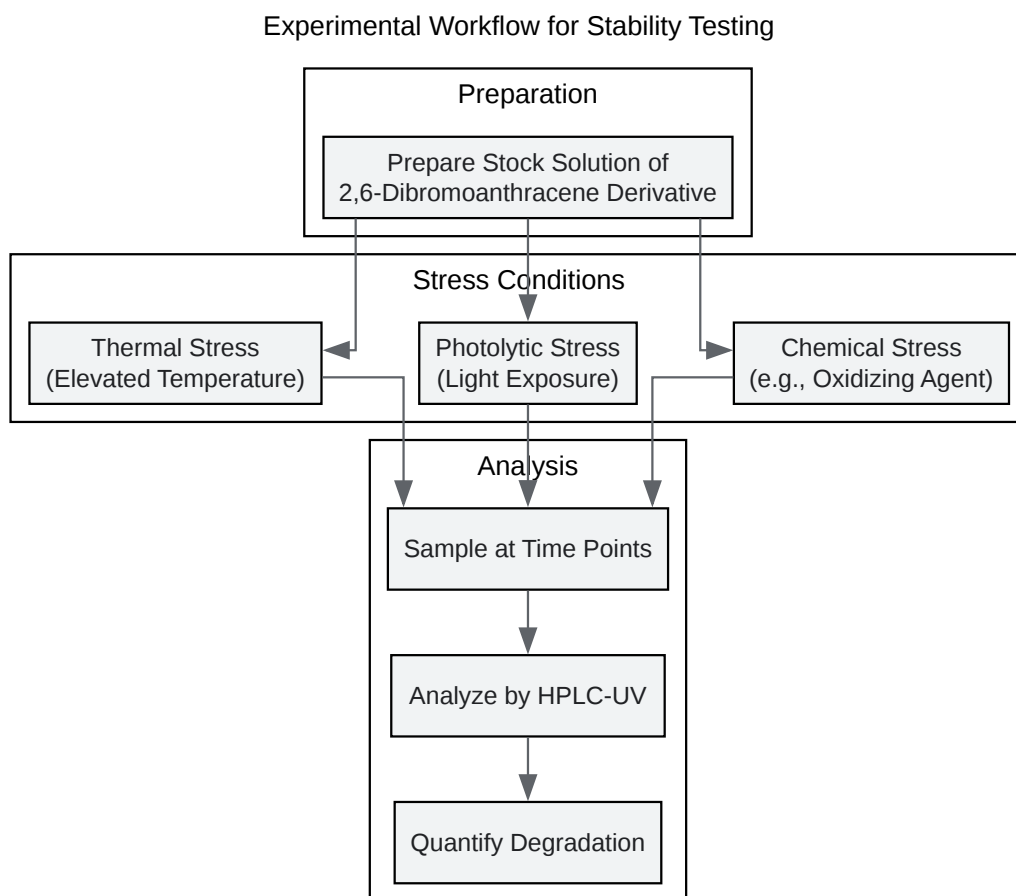 Experimental Workflow for Stability Testing
Preparation
Prepare Stock Solution of
2,6-Dibromoanthracene Derivative
Stress Conditions
Thermal Stress
(Elevated Temperature)
Photolytic Stress
(Light Exposure)
Chemical Stress
(e.g., Oxidizing Agent)
Analysis
Sample at Time Points
Analyze by HPLC-UV
Quantify Degradation